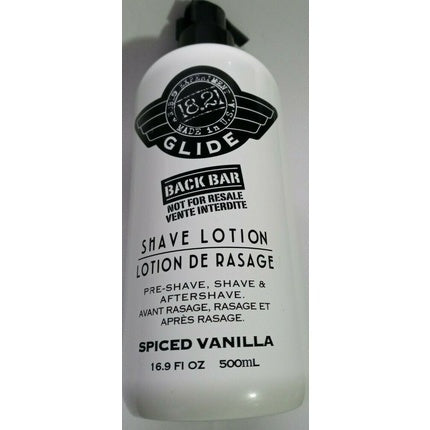 18.21
MADE in U.S.A
GLIDE
BACK BAR
NOT FOR RESALE
VENTE INTERDITE
SHAVE LOTION
LOTION DE RASAGE
PRE-SHAVE, SHAVE &
AFTERSHAVE.
AVANT RASAGE, RASAGE ET
APRÈS RASAGE.
SPICED VANILLA
16.9 Fl OZ 500mL